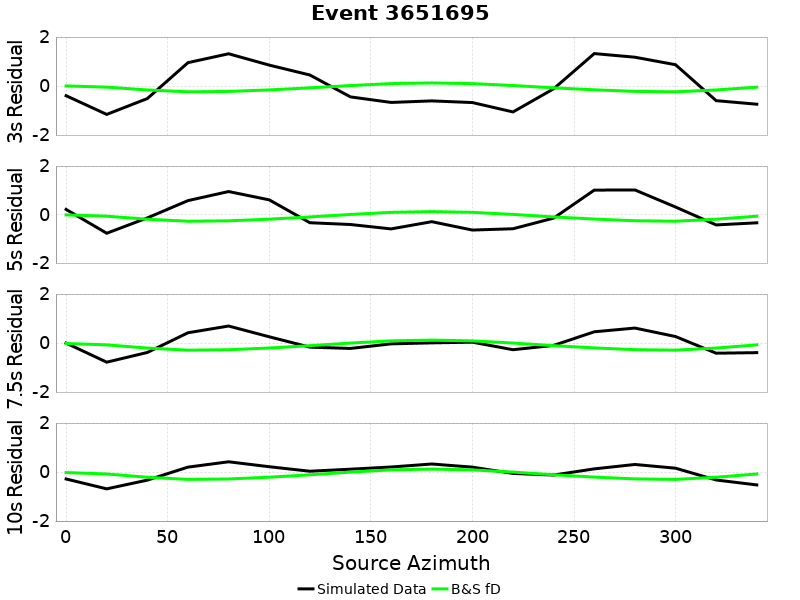 Event 3651695
3s Residual
2
0
-2
5s Residual
2
0
-2
7.5s Residual
2
0
-2
10s Residual
2
0
-2
0 50 100 150 200 250 300
Source Azimuth
Simulated Data B&S fD